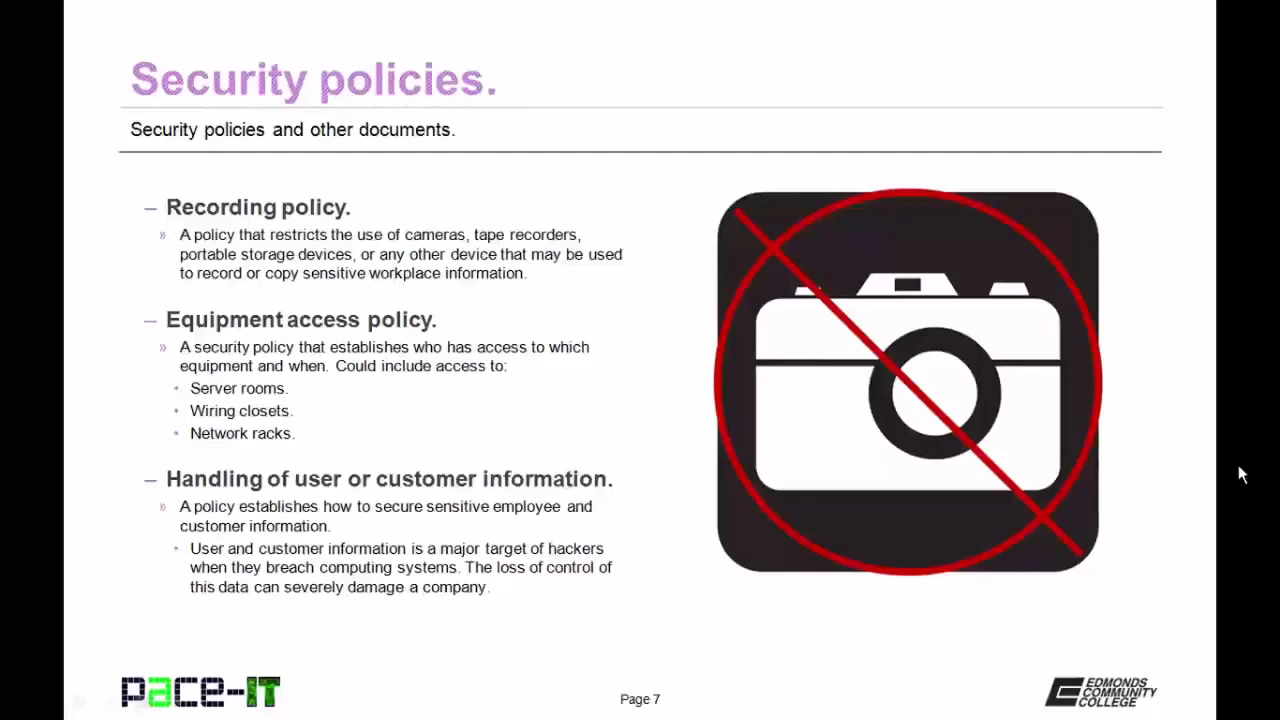 Security policies.
Security policies and other documents.
– Recording policy.
» A policy that restricts the use of cameras, tape recorders,
portable storage devices, or any other device that may be used
to record or copy sensitive workplace information.
– Equipment access policy.
» A security policy that establishes who has access to which
equipment and when. Could include access to:
• Server rooms.
• Wiring closets.
• Network racks.
– Handling of user or customer information.
» A policy establishes how to secure sensitive employee and
customer information.
• User and customer information is a major target of hackers
when they breach computing systems. The loss of control of
this data can severely damage a company.
pace-IT
Page 7
EDMONDS
COMMUNITY
COLLEGE